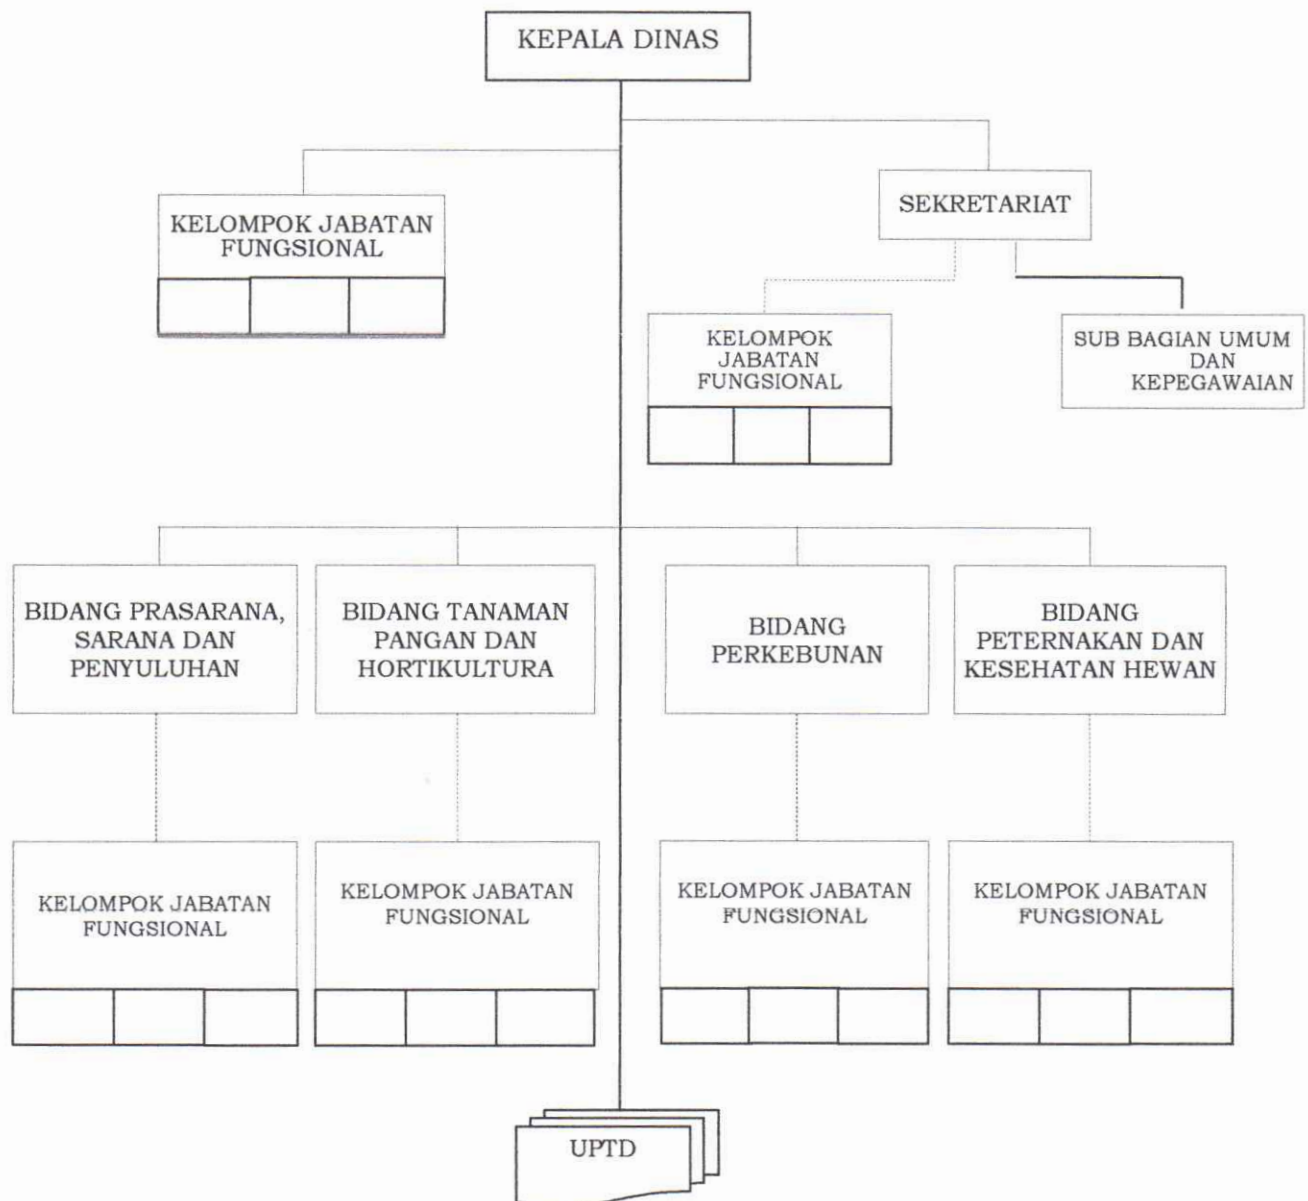 KEPALA DINAS
KELOMPOK JABATAN
FUNGSIONAL
SEKRETARIAT
KELOMPOK
JABATAN
FUNGSIONAL
SUB BAGIAN UMUM
DAN
KEPEGAWAIAN
BIDANG PRASARANA,
SARANA DAN
PENYULUHAN
BIDANG TANAMAN
PANGAN DAN
HORTIKULTURA
BIDANG
PERKEBUNAN
BIDANG
PETERNAKAN DAN
KESEHATAN HEWAN
KELOMPOK JABATAN
FUNGSIONAL
KELOMPOK JABATAN
FUNGSIONAL
KELOMPOK JABATAN
FUNGSIONAL
KELOMPOK JABATAN
FUNGSIONAL
UPTD